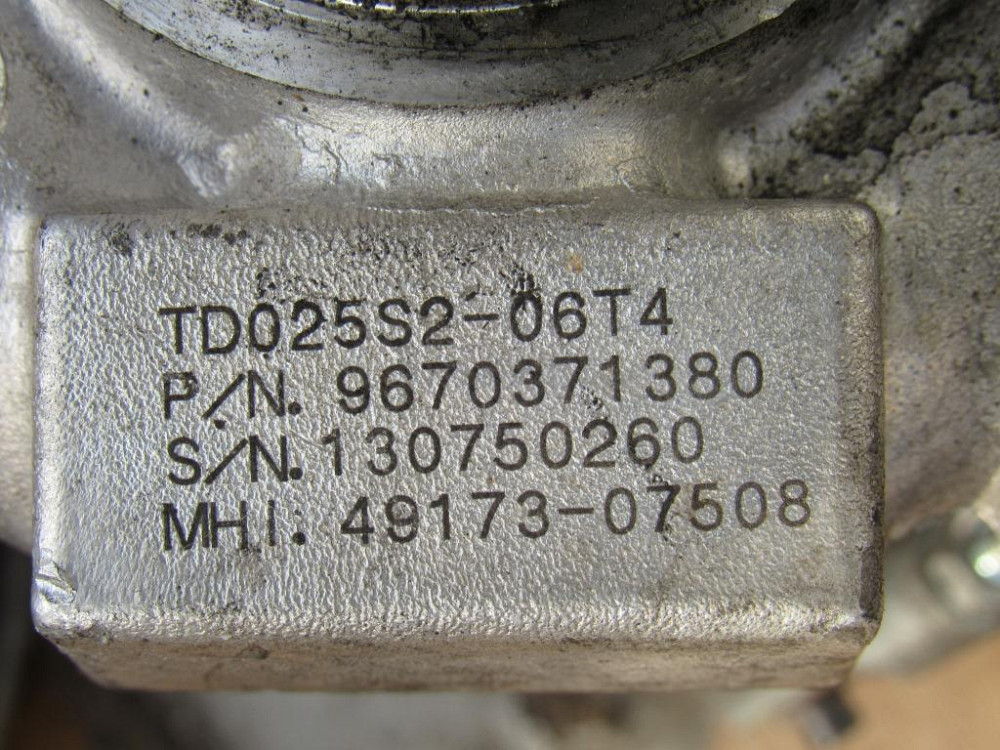 TD025S2-06T4
P/N. 9670371380
S/N. 130750260
MHI. 49173-07508